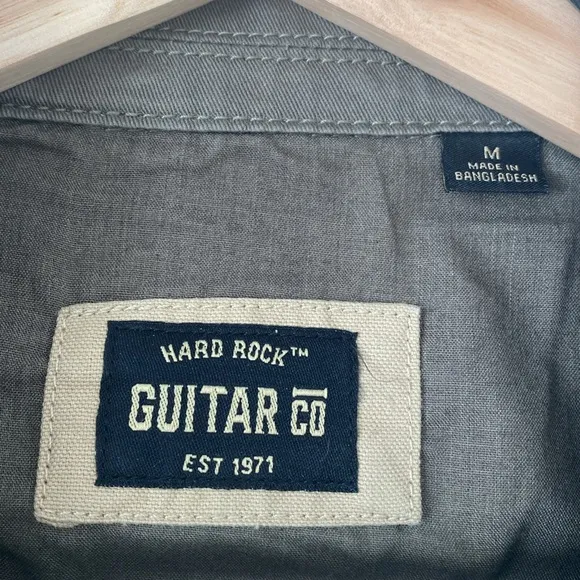 M
MADE IN
BANGLADESH
HARD ROCK™
GUITAR CO
EST 1971